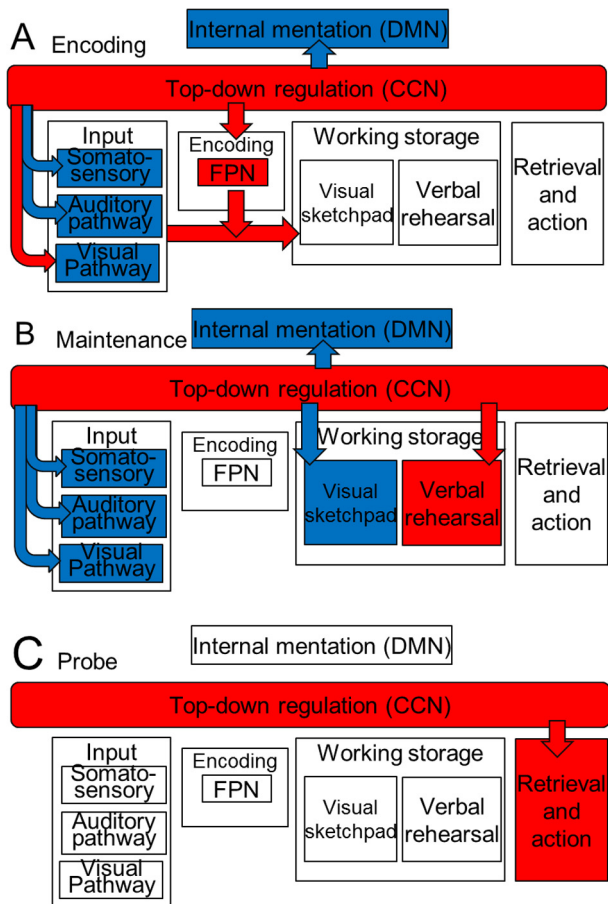 A
Encoding
Internal mentation (DMN)
Top-down regulation (CCN)
Input
Somato-
sensory
Auditory
pathway
Visual
Pathway
Encoding
FPN
Working storage
Visual
sketchpad
Verbal
rehearsal
Retrieval
and
action
B
Maintenance
Internal mentation (DMN)
Top-down regulation (CCN)
Input
Somato-
sensory
Auditory
pathway
Visual
Pathway
Encoding
FPN
Working storage
Visual
sketchpad
Verbal
rehearsal
Retrieval
and
action
C
Probe
Internal mentation (DMN)
Top-down regulation (CCN)
Input
Somato-
sensory
Auditory
pathway
Visual
Pathway
Encoding
FPN
Working storage
Visual
sketchpad
Verbal
rehearsal
Retrieval
and
action